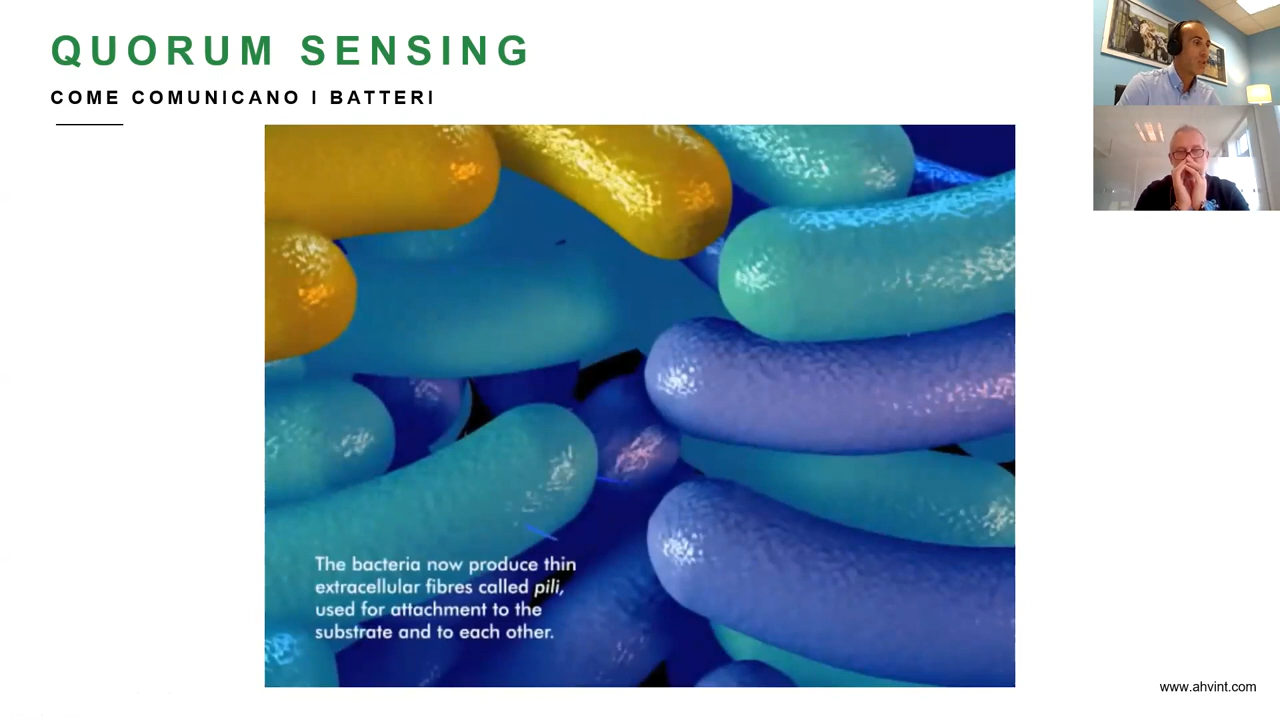 QUORUM SENSING
COME COMUNICANO I BATTERI
The bacteria now produce thin
extracellular fibres called pili,
used for attachment to the
substrate and to each other.
www.ahvint.com